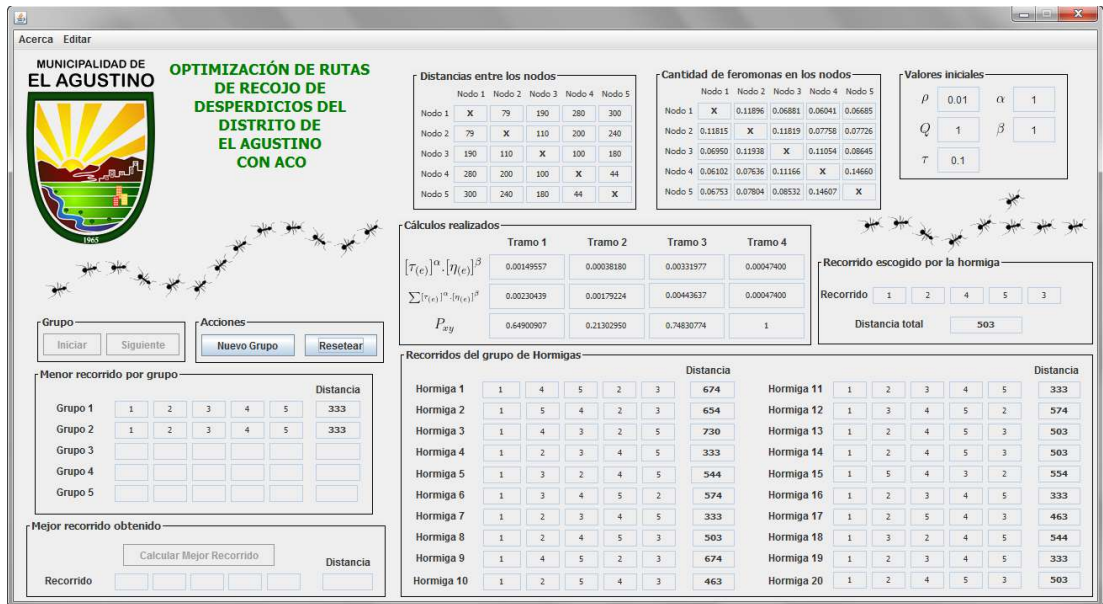 Acerca Editar
MUNICIPALIDAD DE
EL AGUSTINO
1965
OPTIMIZACIÓN DE RUTAS
DE RECOJO DE
DESPERDICIOS DEL
DISTRITO DE
EL AGUSTINO
CON ACO
Distancias entre los nodos
Nodo 1 Nodo 2 Nodo 3 Nodo 4 Nodo 5
Nodo 1 X 79 190 280 300
Nodo 2 79 X 110 200 240
Nodo 3 190 110 X 100 180
Nodo 4 280 200 100 X 44
Nodo 5 300 240 180 44 X
Cantidad de feromonas en los nodos
Nodo 1 Nodo 2 Nodo 3 Nodo 4 Nodo 5
Nodo 1 X 0.11896 0.06881 0.06041 0.06685
Nodo 2 0.11815 X 0.11819 0.07758 0.07726
Nodo 3 0.06950 0.11938 X 0.11054 0.08645
Nodo 4 0.06102 0.07636 0.11166 X 0.14660
Nodo 5 0.06753 0.07804 0.08532 0.14607 X
Valores iniciales
ρ 0.01 α 1
Q 1 β 1
τ 0.1
Cálculos realizados
Tramo 1 Tramo 2 Tramo 3 Tramo 4
[τ(e)]^α.[η(e)]^β 0.00149557 0.00038180 0.00331977 0.00047400
∑[τ(e)]^α.[η(e)]^β 0.00230439 0.00179224 0.00443637 0.00047400
Pxy 0.64900907 0.21302950 0.74830774 1
Recorrido escogido por la hormiga
Recorrido 1 2 4 5 3
Distancia total 503
Grupo
Iniciar Siguiente
Acciones
Nuevo Grupo Resetear
Menor recorrido por grupo
Distancia
Grupo 1 1 2 3 4 5 333
Grupo 2 1 2 3 4 5 333
Grupo 3
Grupo 4
Grupo 5
Mejor recorrido obtenido
Calcular Mejor Recorrido
Distancia
Recorrido
Recorridos del grupo de Hormigas
Distancia Distancia
Hormiga 1 1 4 5 2 3 674 Hormiga 11 1 2 3 4 5 333
Hormiga 2 1 5 4 2 3 654 Hormiga 12 1 3 4 5 2 574
Hormiga 3 1 4 3 2 5 730 Hormiga 13 1 2 4 5 3 503
Hormiga 4 1 2 3 4 5 333 Hormiga 14 1 2 4 5 3 503
Hormiga 5 1 3 2 4 5 544 Hormiga 15 1 5 4 3 2 554
Hormiga 6 1 3 4 5 2 574 Hormiga 16 1 2 3 4 5 333
Hormiga 7 1 2 3 4 5 333 Hormiga 17 1 2 5 4 3 463
Hormiga 8 1 2 4 5 3 503 Hormiga 18 1 3 2 4 5 544
Hormiga 9 1 4 5 2 3 674 Hormiga 19 1 2 3 4 5 333
Hormiga 10 1 2 5 4 3 463 Hormiga 20 1 2 4 5 3 503